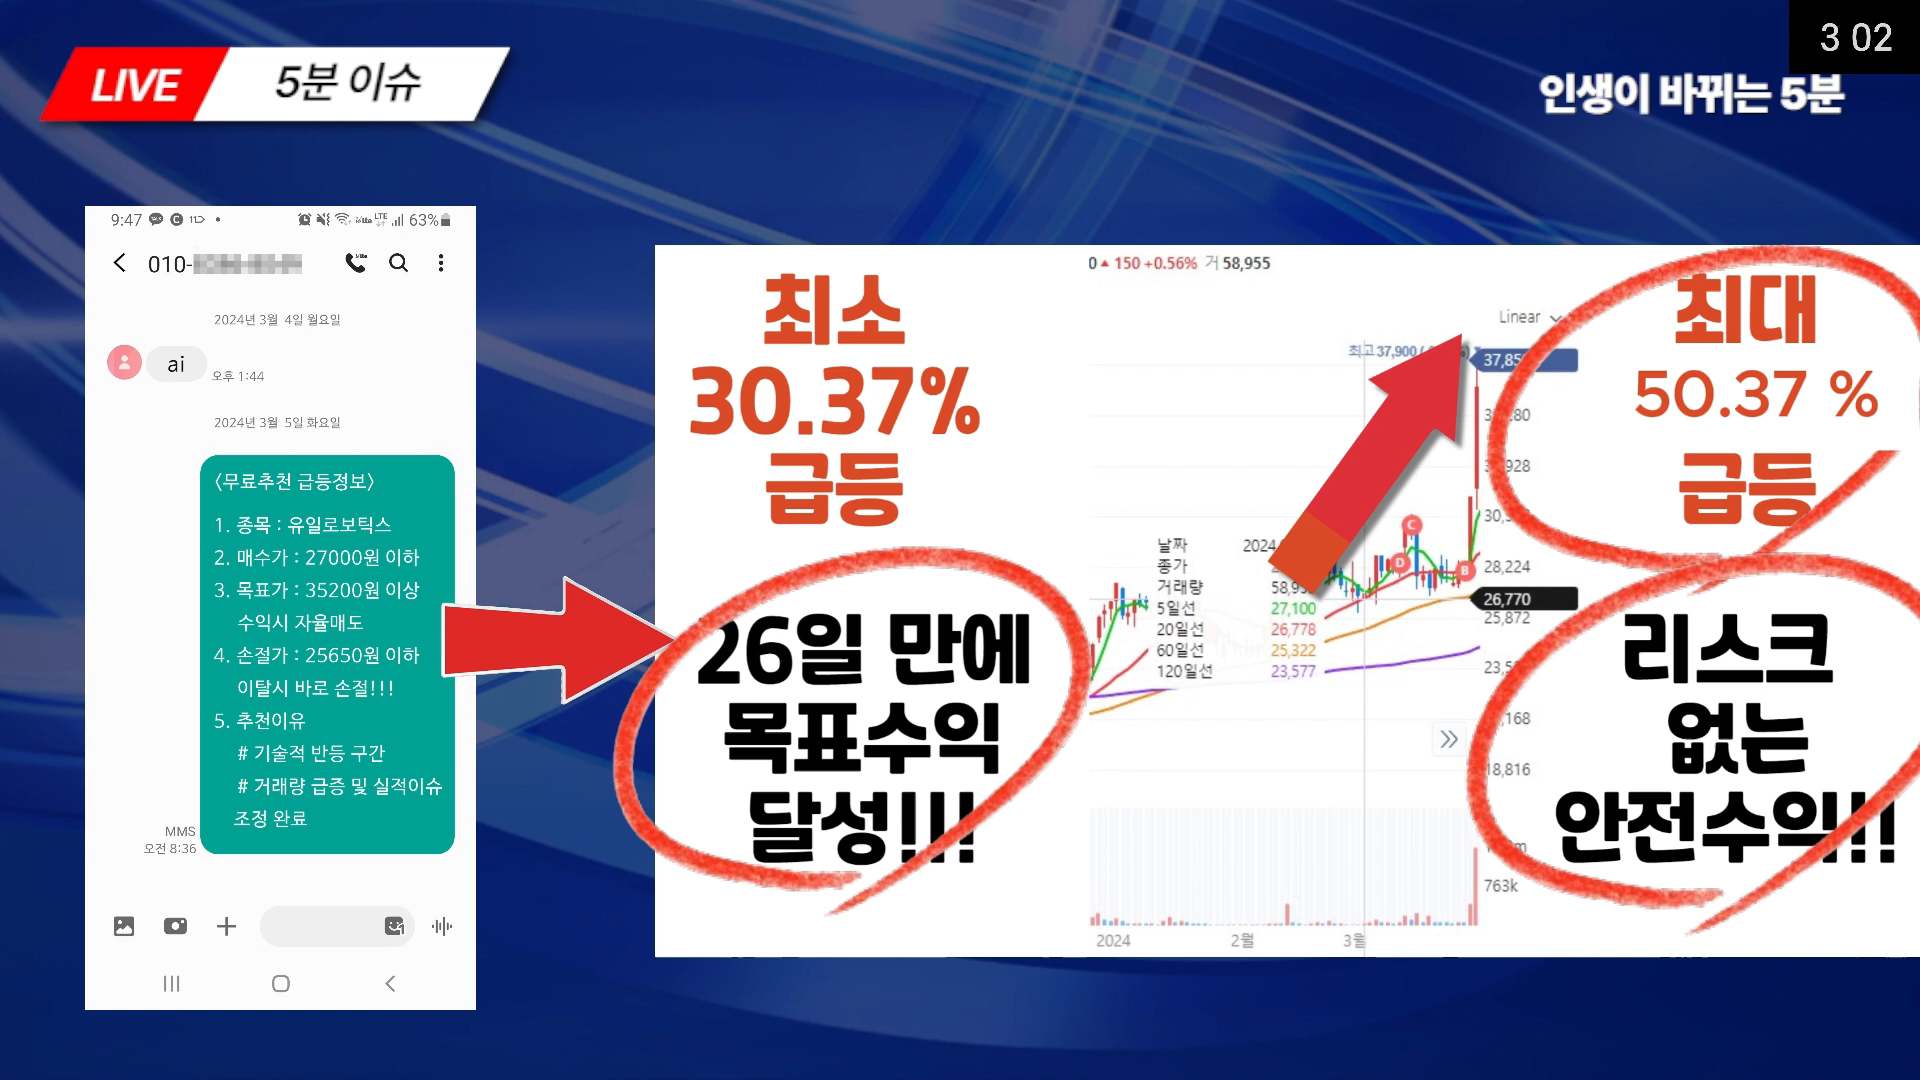 3 02
LIVE
5분 이슈
인생이 바뀌는 5분
9:47
LTE
63%
010-
2024년 3월 4일 월요일
ai
오후 1:44
2024년 3월 5일 화요일
〈무료추천 급등정보〉
1. 종목 : 유일로보틱스
2. 매수가 : 27000원 이하
3. 목표가 : 35200원 이상
수익시 자율매도
4. 손절가 : 25650원 이하
이탈시 바로 손절!!!
5. 추천이유
# 기술적 반등 구간
# 거래량 급증 및 실적이슈
조정 완료
MMS
오전 8:36
최소
30.37%
급등
26일 만에
목표수익
달성!!!
0 ▲ 150 +0.56% 거 58,955
Linear
최고 37,900
날짜 2024
종가
거래량
5일선 27,100
20일선 26,778
60일선 25,322
120일선 23,577
C
D
B
28,224
26,770
25,872
18,816
763k
2024
2월
3월
최대
50.37 %
급등
리스크
없는
안전수익!!